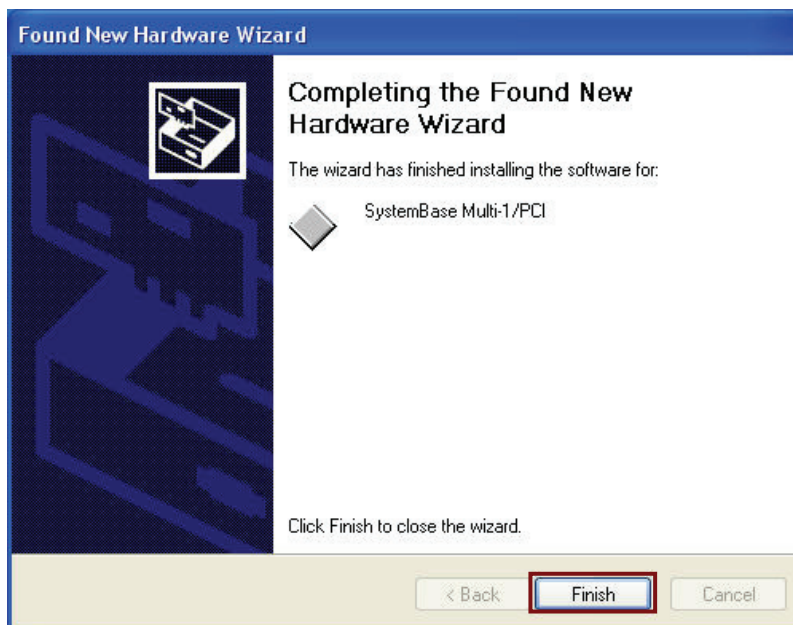 Found New Hardware Wizard
Completing the Found New
Hardware Wizard
The wizard has finished installing the software for:
SystemBase Multi-1/PCI
Click Finish to close the wizard.
< Back Finish Cancel